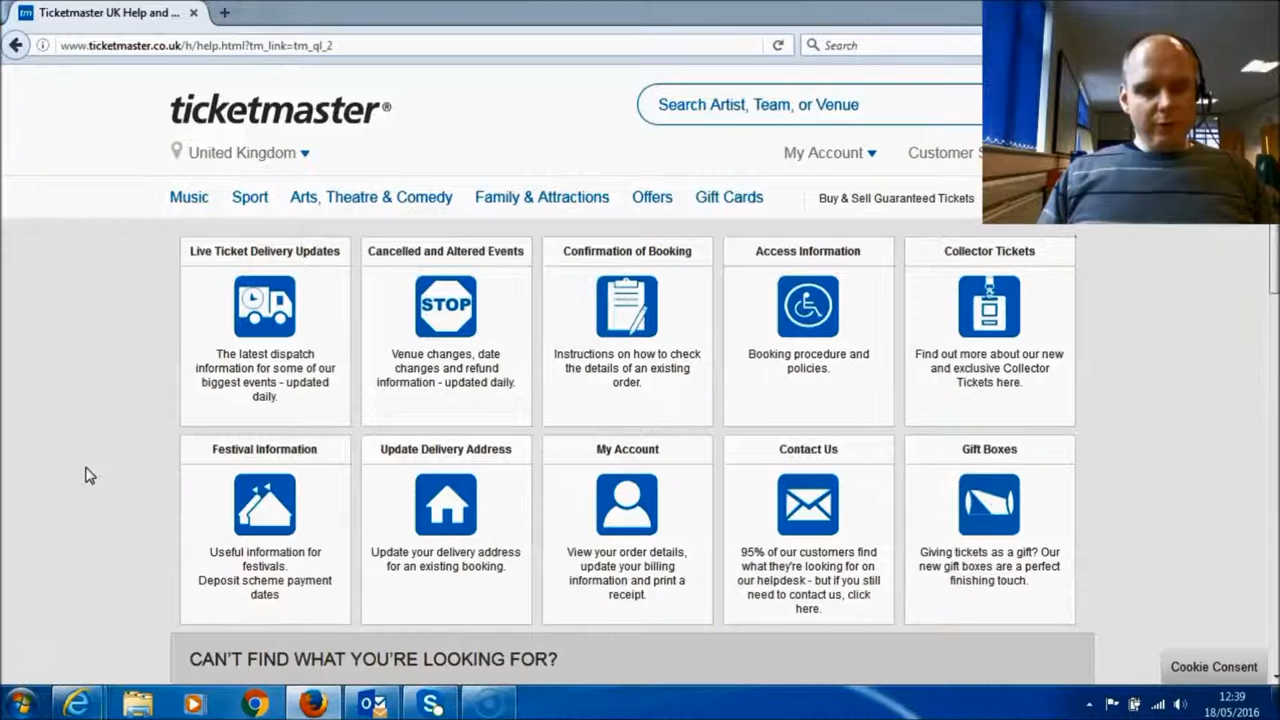 Ticketmaster UK Help and ...
www.ticketmaster.co.uk/h/help.html?tm_link=tm_ql_2
Search
ticketmaster®
Search Artist, Team, or Venue
United Kingdom
My Account
Customer
Music
Sport
Arts, Theatre & Comedy
Family & Attractions
Offers
Gift Cards
Buy & Sell Guaranteed Tickets
Live Ticket Delivery Updates
The latest dispatch
information for some of our
biggest events - updated
daily.
Cancelled and Altered Events
STOP
Venue changes, date
changes and refund
information - updated daily.
Confirmation of Booking
Instructions on how to check
the details of an existing
order.
Access Information
Booking procedure and
policies.
Collector Tickets
Find out more about our new
and exclusive Collector
Tickets here.
Festival Information
Useful information for
festivals.
Deposit scheme payment
dates
Update Delivery Address
Update your delivery address
for an existing booking.
My Account
View your order details,
update your billing
information and print a
receipt.
Contact Us
95% of our customers find
what they're looking for on
our helpdesk - but if you still
need to contact us, click
here.
Gift Boxes
Giving tickets as a gift? Our
new gift boxes are a perfect
finishing touch.
CAN'T FIND WHAT YOU'RE LOOKING FOR?
Cookie Consent
12:39
18/05/2016